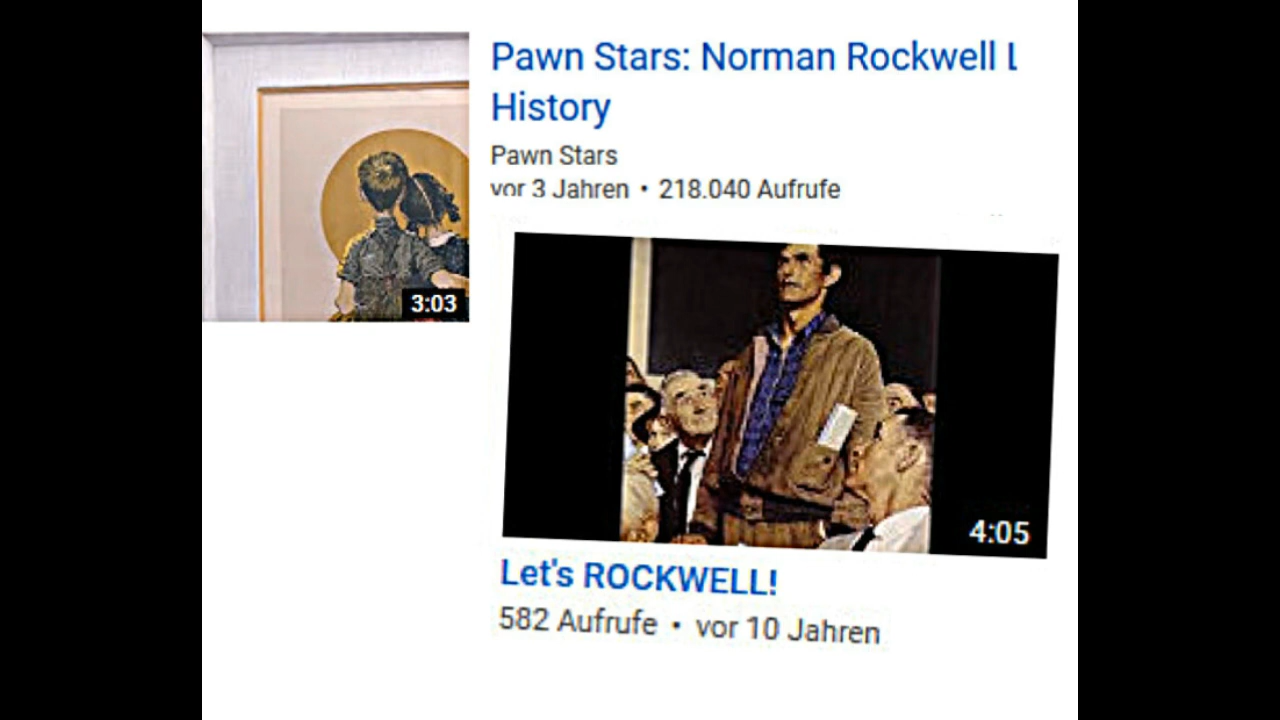 Pawn Stars: Norman Rockwell
History
Pawn Stars
vor 3 Jahren • 218.040 Aufrufe
3:03
4:05
Let's ROCKWELL!
582 Aufrufe • vor 10 Jahren